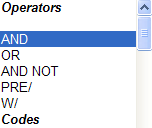 Operators
AND
OR
AND NOT
PRE/
W/
Codes